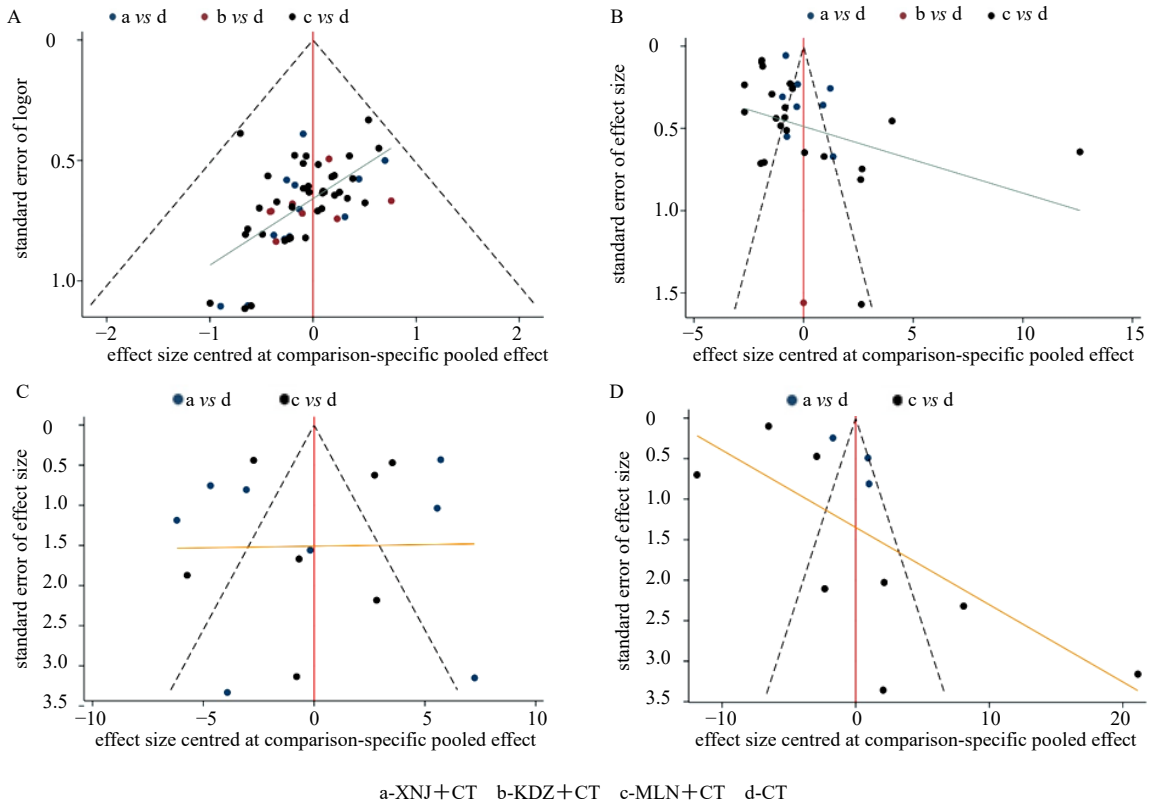 A
a vs d b vs d c vs d
standard error of logor
0
0.5
1.0
−2 −1 0 1 2
effect size centred at comparison-specific pooled effect
B
a vs d b vs d c vs d
standard error of effect size
0
0.5
1.0
1.5
−5 0 5 10 15
effect size centred at comparison-specific pooled effect
C
a vs d c vs d
standard error of effect size
0
0.5
1.0
1.5
2.0
2.5
3.0
3.5
−10 −5 0 5 10
effect size centred at comparison-specific pooled effect
D
a vs d c vs d
standard error of effect size
0
0.5
1.0
1.5
2.0
2.5
3.0
3.5
−10 0 10 20
effect size centred at comparison-specific pooled effect
a-XNJ+CT b-KDZ+CT c-MLN+CT d-CT